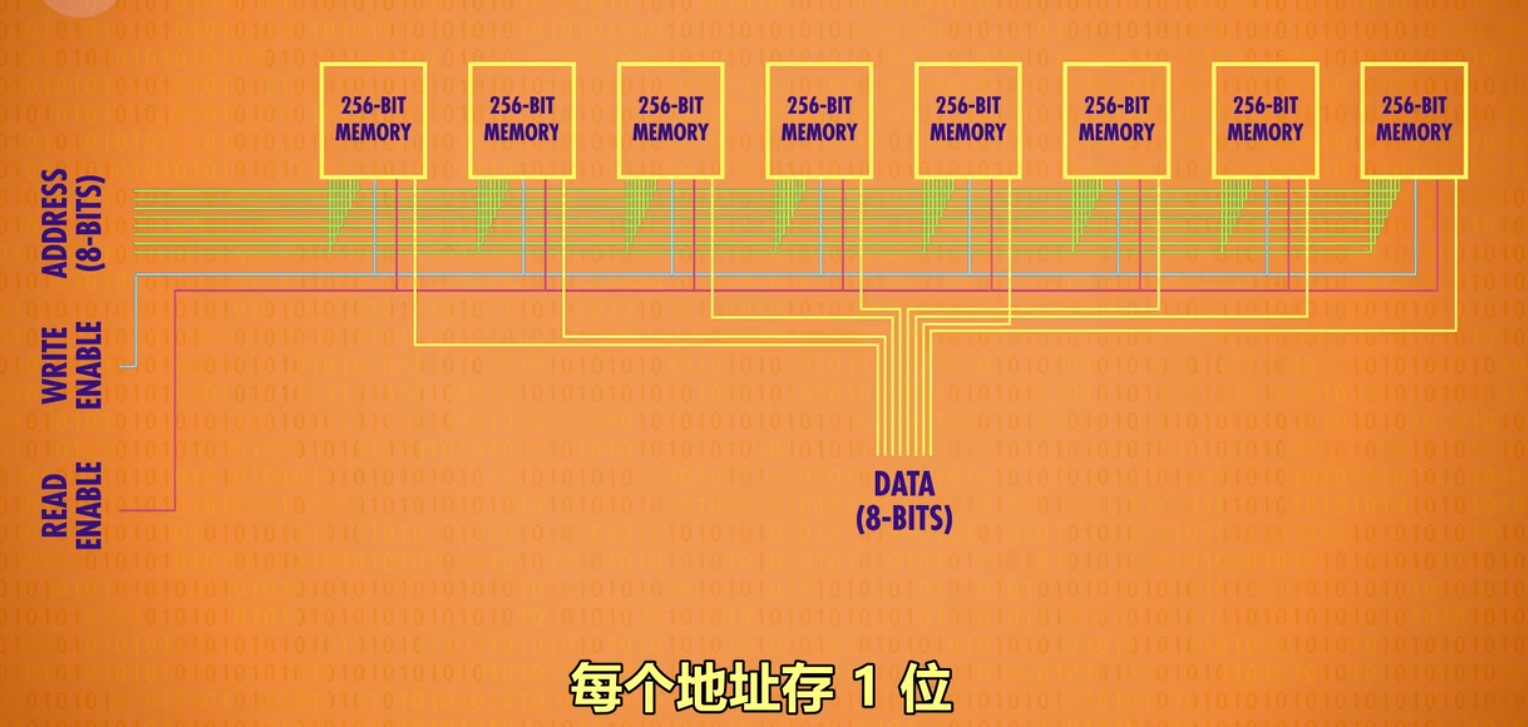 256-BIT
MEMORY
256-BIT
MEMORY
256-BIT
MEMORY
256-BIT
MEMORY
256-BIT
MEMORY
256-BIT
MEMORY
256-BIT
MEMORY
256-BIT
MEMORY
ADDRESS
(8-BITS)
WRITE
ENABLE
READ
ENABLE
DATA
(8-BITS)
每个地址存 1 位